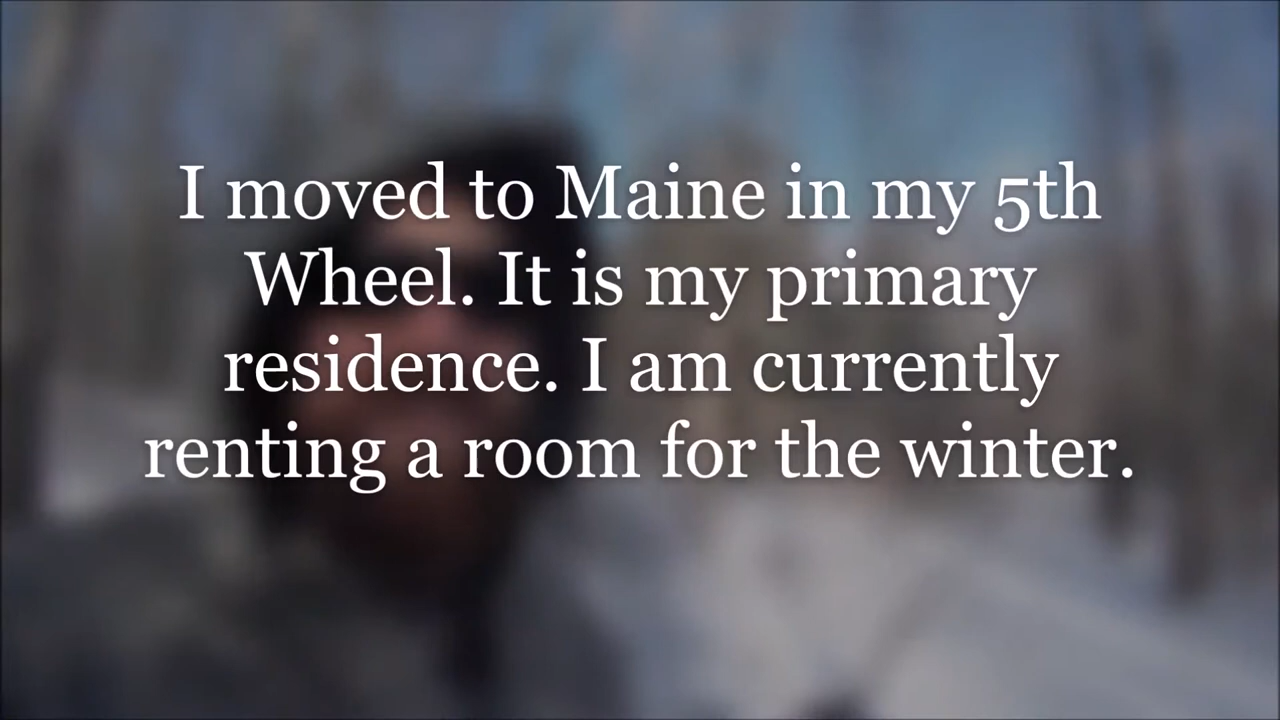 I moved to Maine in my 5th
Wheel. It is my primary
residence. I am currently
renting a room for the winter.